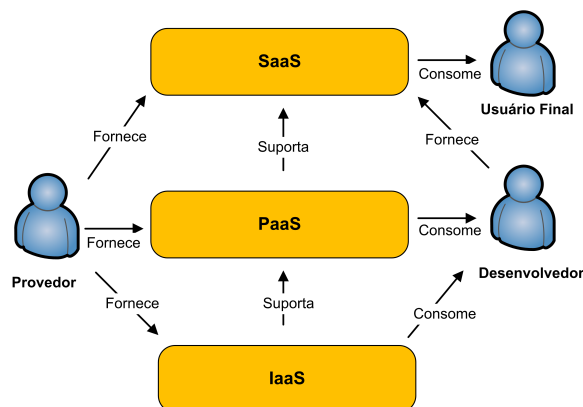 SaaS
Consome
Usuário Final
Fornece
Suporta
Fornece
PaaS
Fornece
Consome
Provedor
Desenvolvedor
Fornece
Suporta
Consome
IaaS